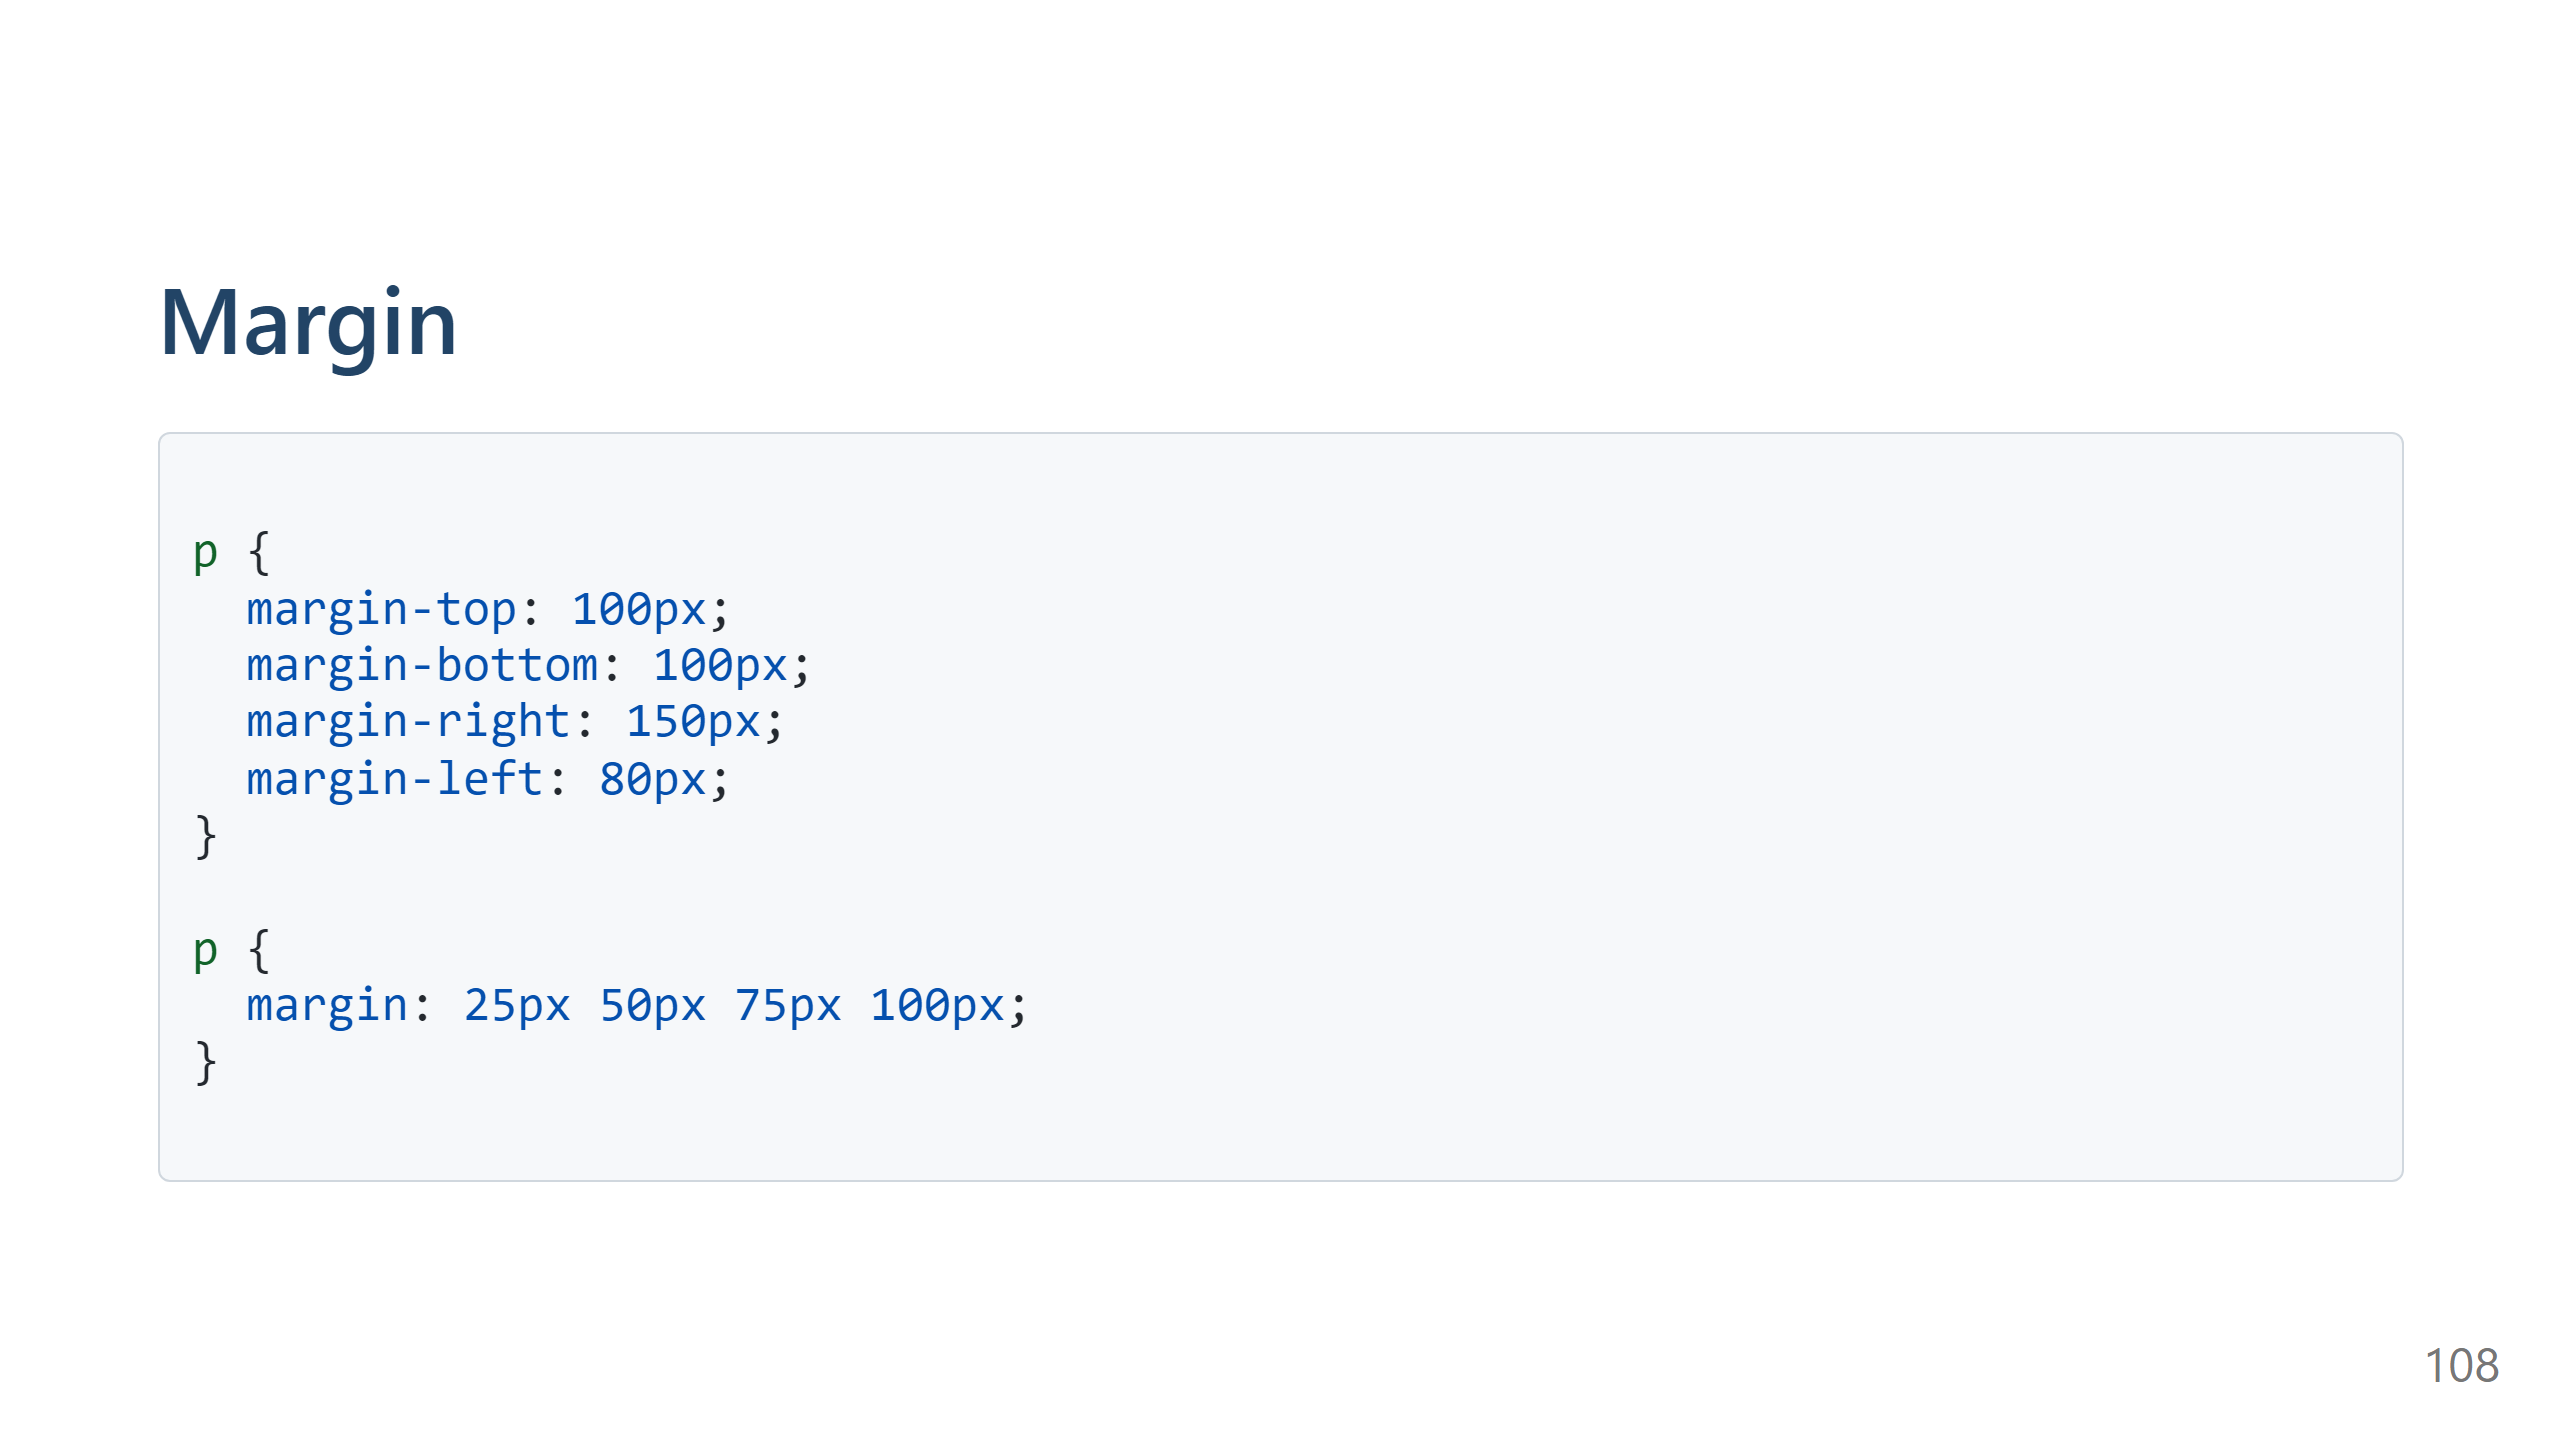 Margin
p {
  margin-top: 100px;
  margin-bottom: 100px;
  margin-right: 150px;
  margin-left: 80px;
}
p {
  margin: 25px 50px 75px 100px;
}
108